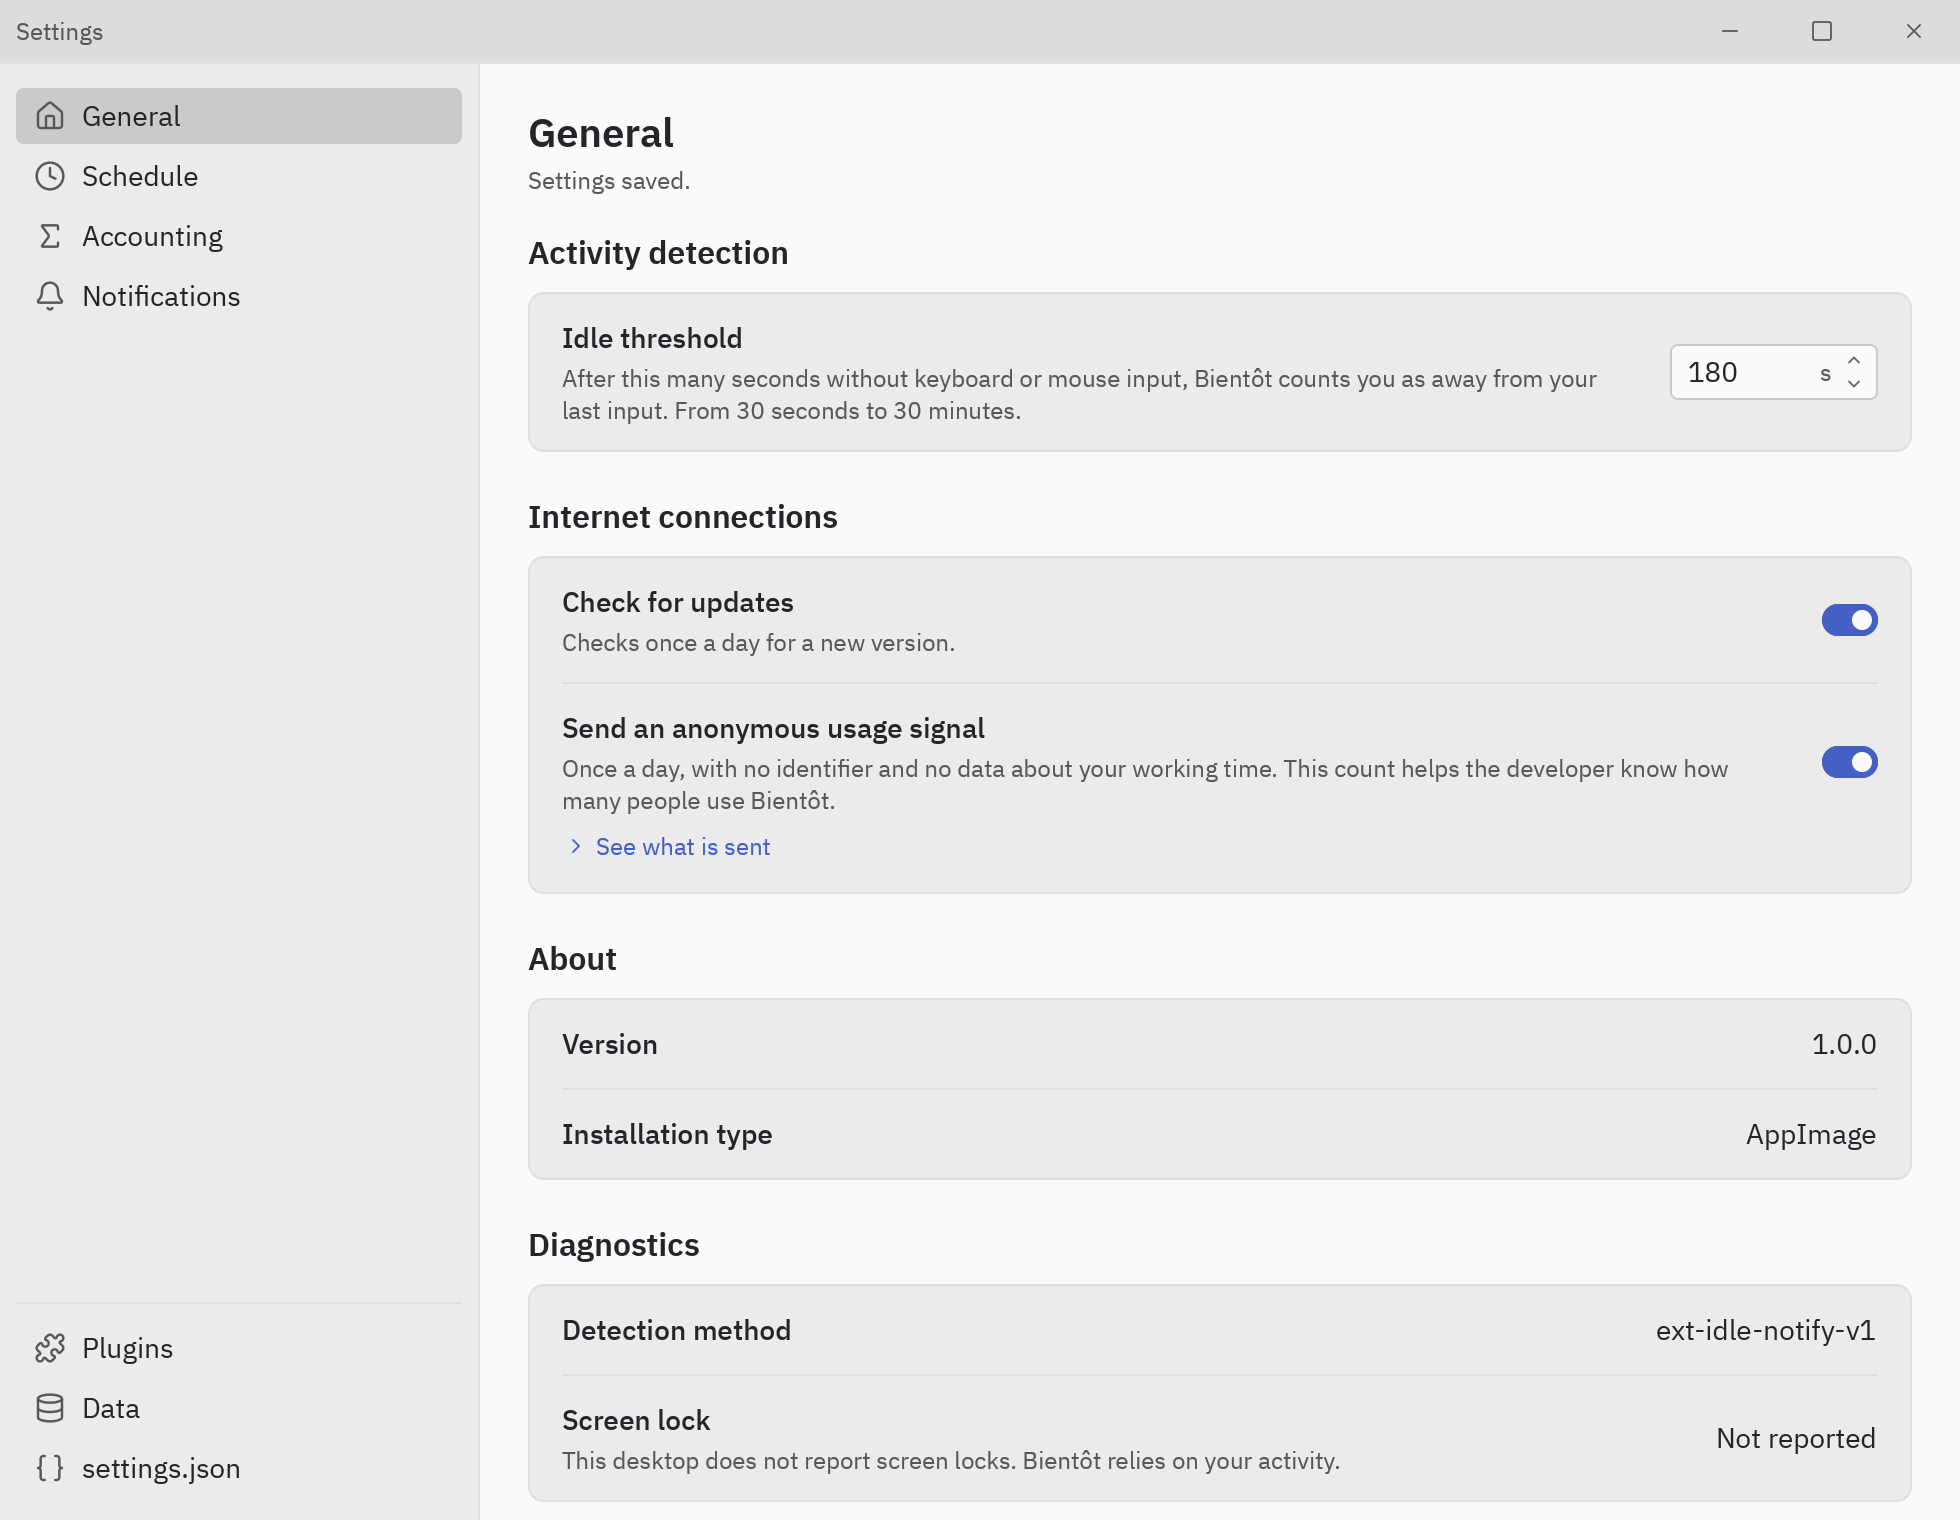 Settings
General
Schedule
Accounting
Notifications
Plugins
Data
settings.json
General
Settings saved.
Activity detection
Idle threshold
After this many seconds without keyboard or mouse input, Bientôt counts you as away from your
last input. From 30 seconds to 30 minutes.
180 s
Internet connections
Check for updates
Checks once a day for a new version.
Send an anonymous usage signal
Once a day, with no identifier and no data about your working time. This count helps the developer know how
many people use Bientôt.
See what is sent
About
Version 1.0.0
Installation type AppImage
Diagnostics
Detection method ext-idle-notify-v1
Screen lock
This desktop does not report screen locks. Bientôt relies on your activity.
Not reported